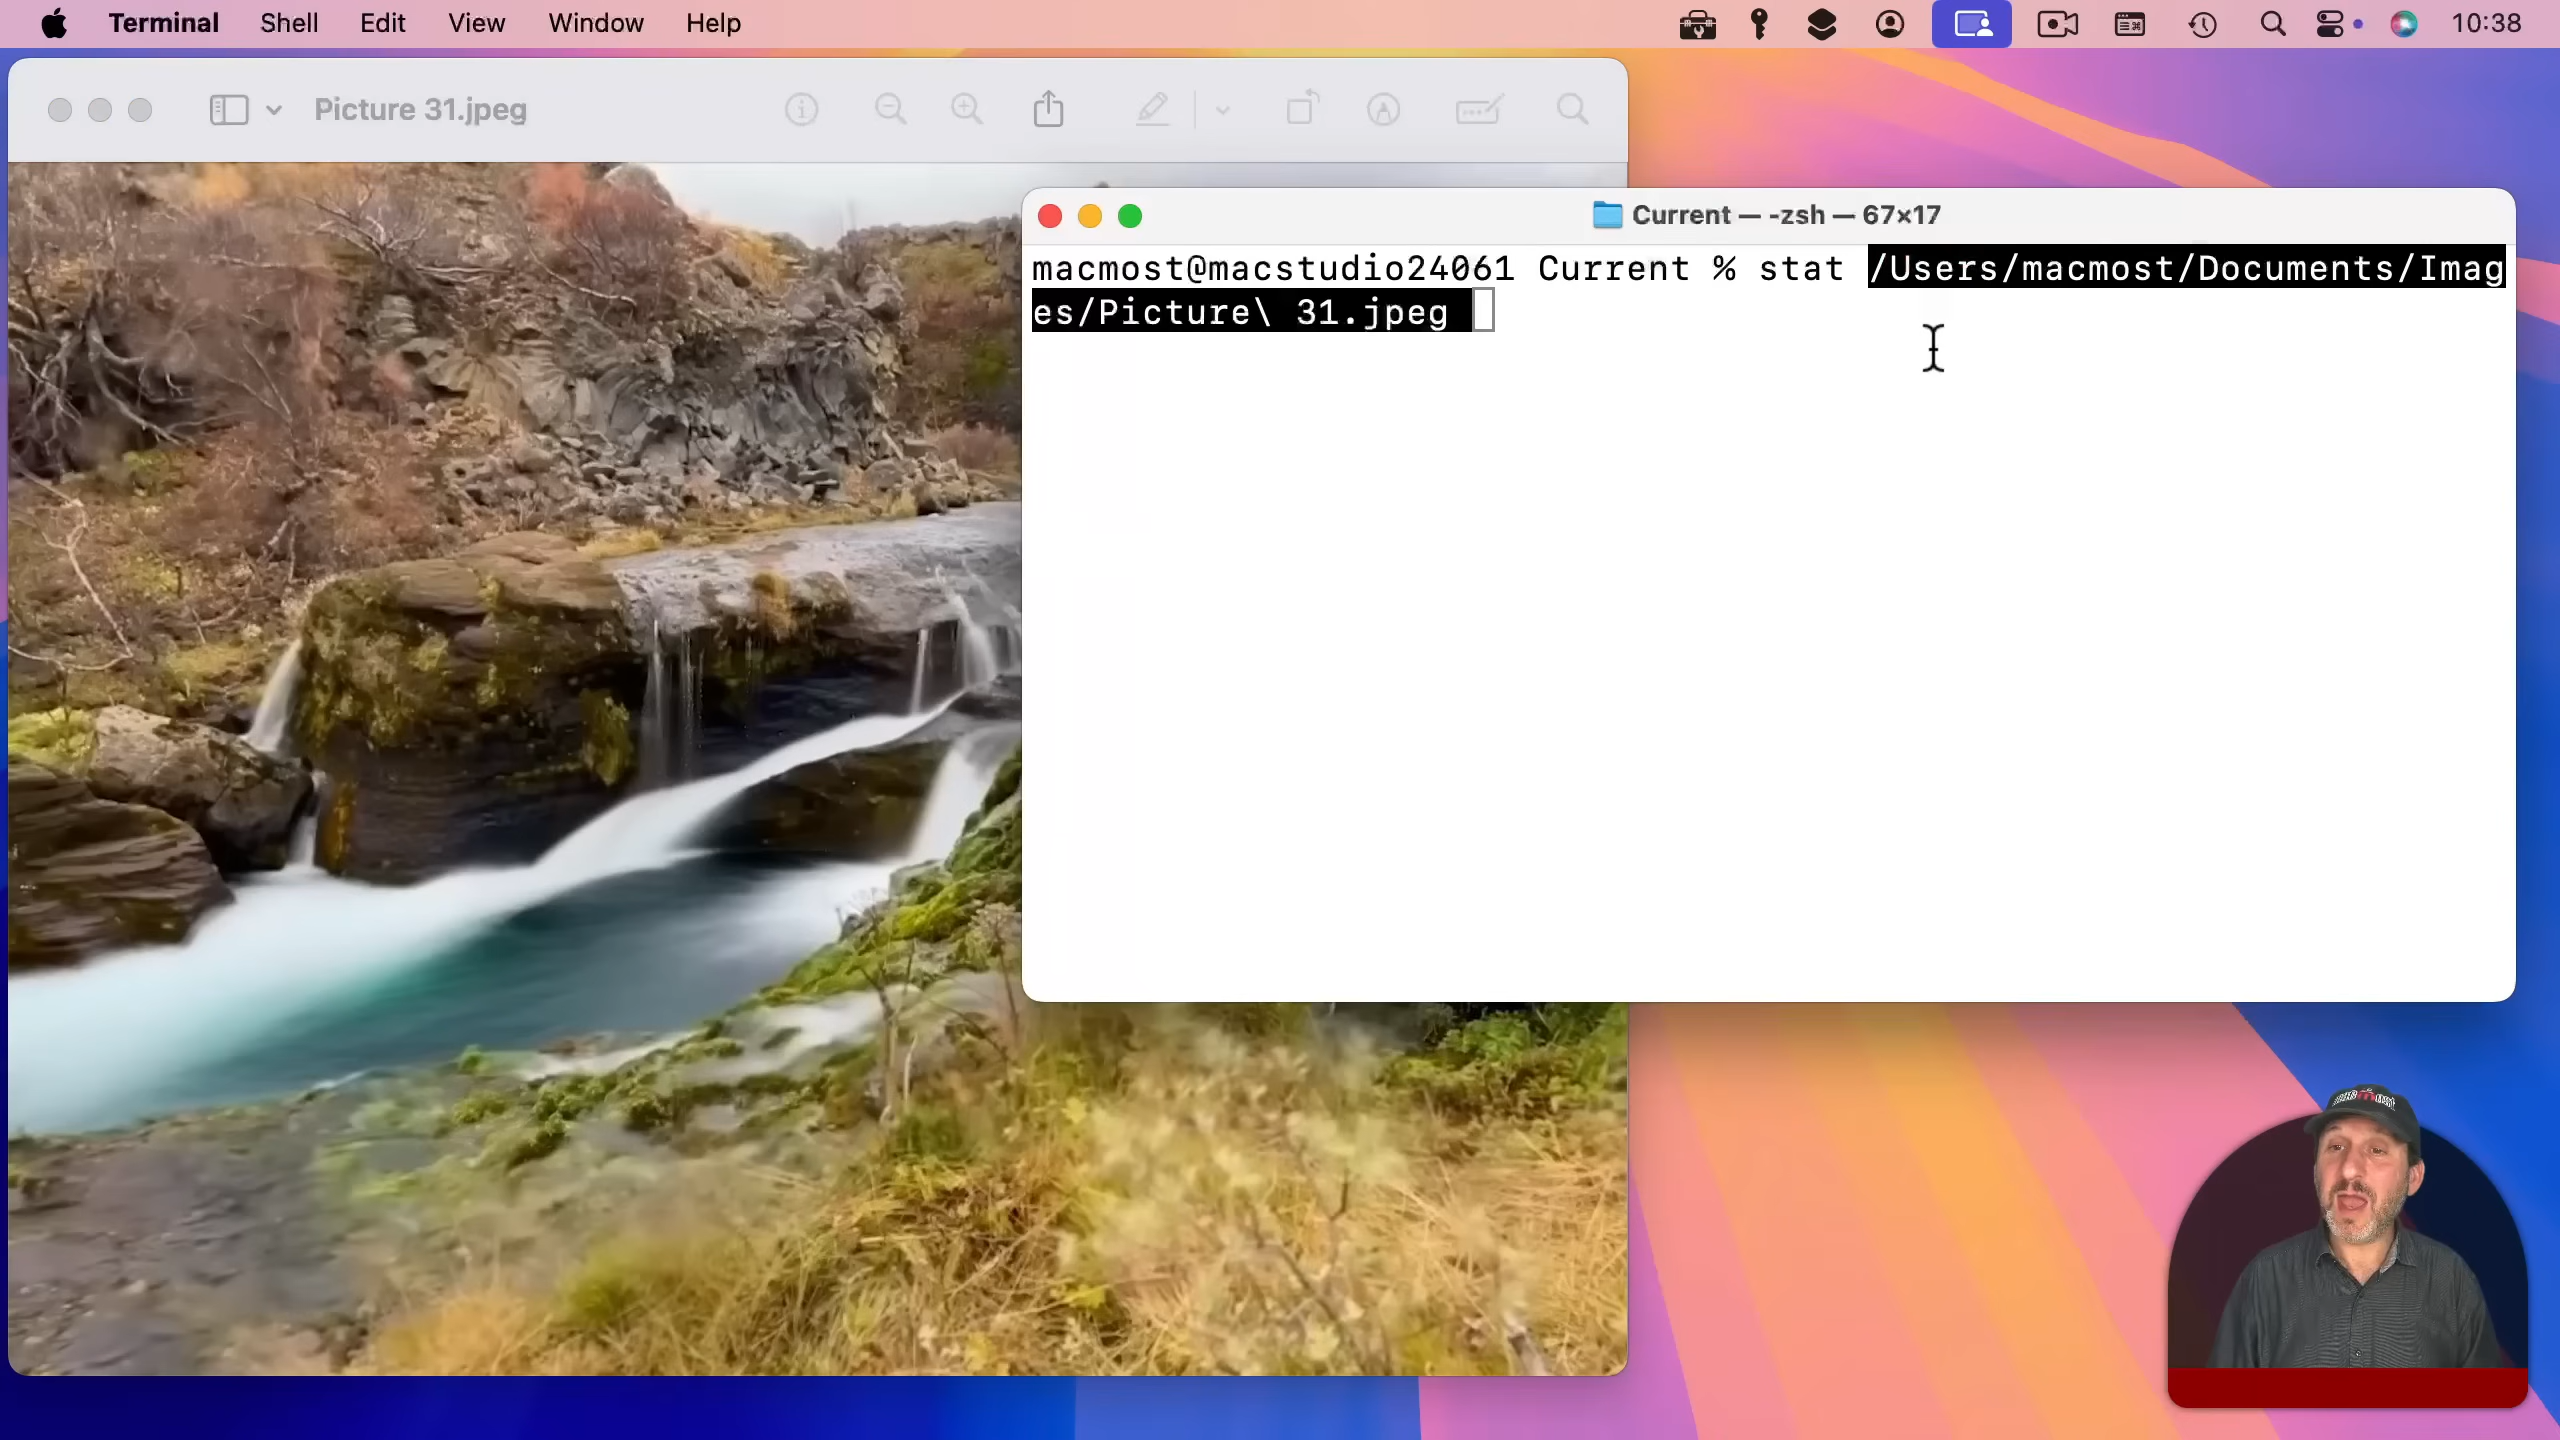 Terminal Shell Edit View Window Help 10:38
Picture 31.jpeg
Current — -zsh — 67×17
macmost@macstudio24061 Current % stat /Users/macmost/Documents/Imag
es/Picture\ 31.jpeg